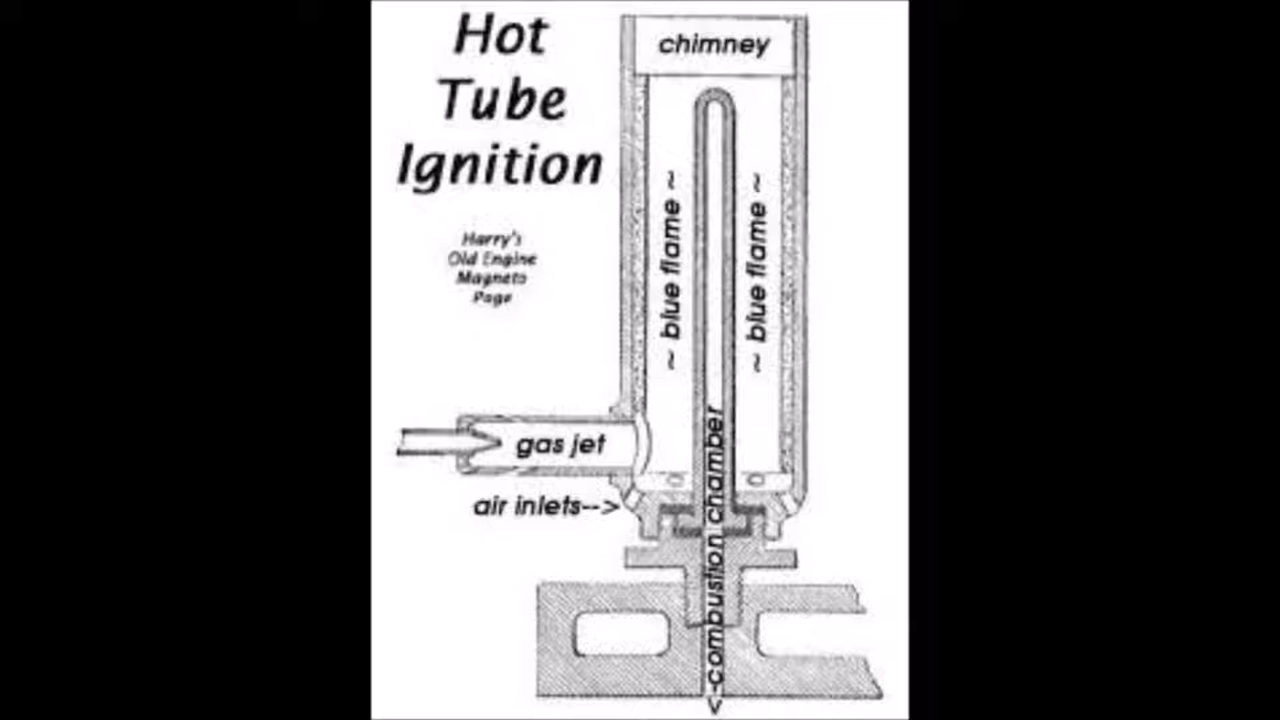 Hot
Tube
Ignition
Harry's
Old Engine
Magneto
Page
chimney
~ blue flame ~
~ blue flame ~
gas jet
air inlets-->
combustion chamber